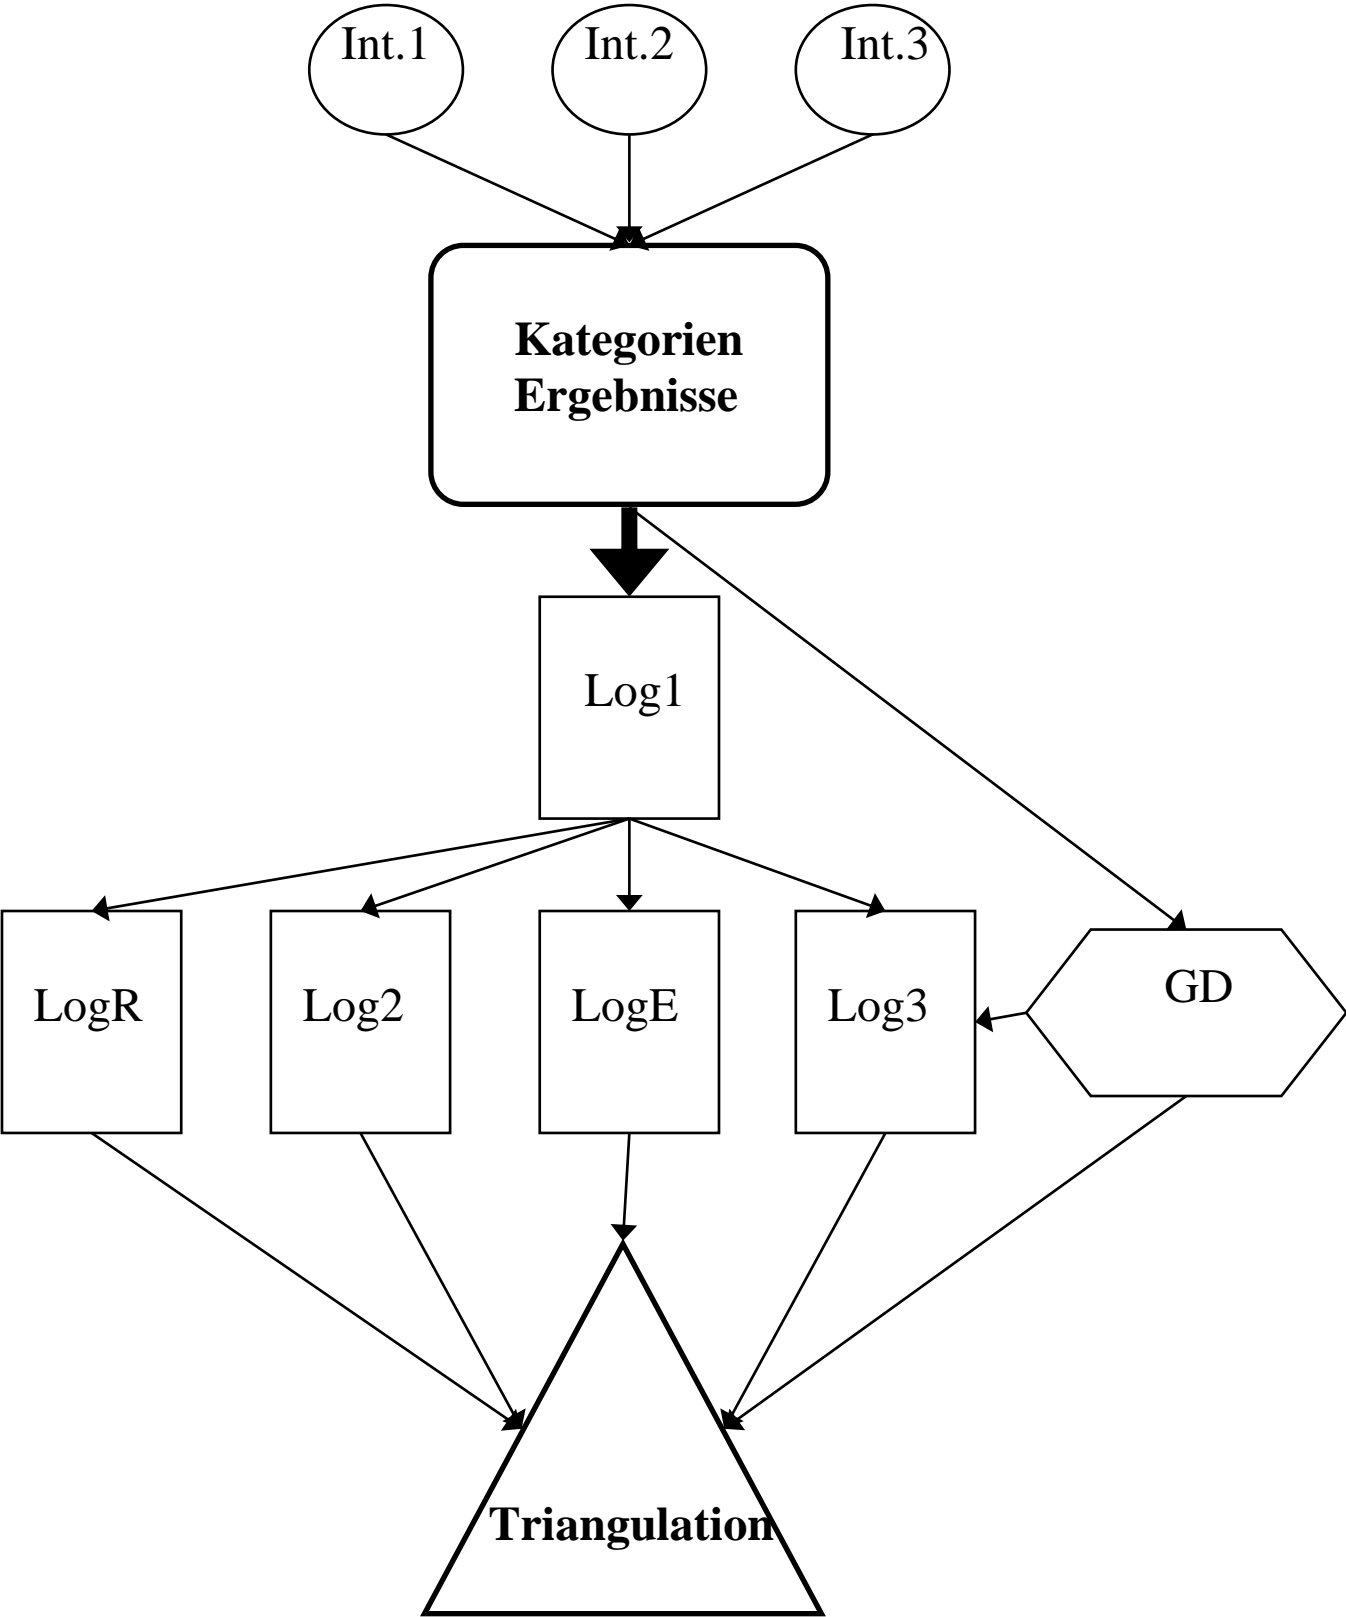 Int.1
Int.2
Int.3
Kategorien
Ergebnisse
Log1
LogR
Log2
LogE
Log3
GD
Triangulation